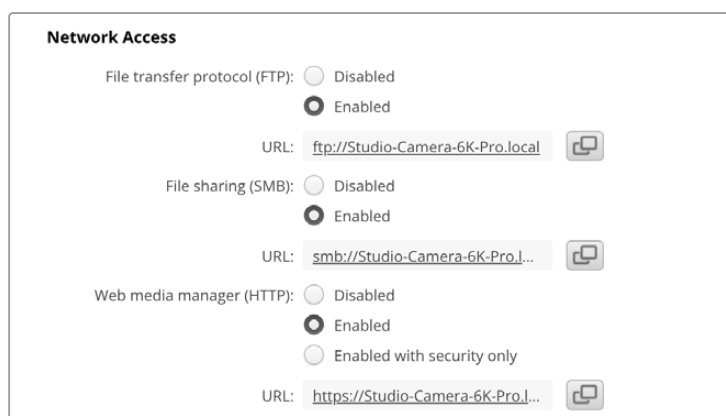 Network Access
File transfer protocol (FTP): Disabled
Enabled
URL: ftp://Studio-Camera-6K-Pro.local
File sharing (SMB): Disabled
Enabled
URL: smb://Studio-Camera-6K-Pro.l...
Web media manager (HTTP): Disabled
Enabled
Enabled with security only
URL: https://Studio-Camera-6K-Pro.l...